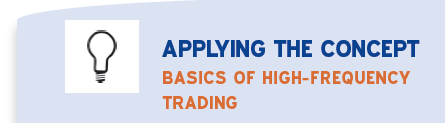 APPLYING THE CONCEPT
BASICS OF HIGH-FREQUENCY
TRADING